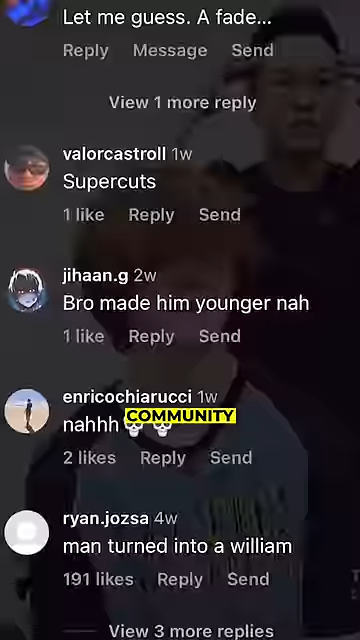 Let me guess. A fade...
Reply Message Send
View 1 more reply
valorcastroll 1w
Supercuts
1 like Reply Send
jihaan.g 2w
Bro made him younger nah
1 like Reply Send
enricochiarucci 1w
COMMUNITY
nahhh 💀 💀
2 likes Reply Send
ryan.jozsa 4w
man turned into a william
191 likes Reply Send
View 3 more replies